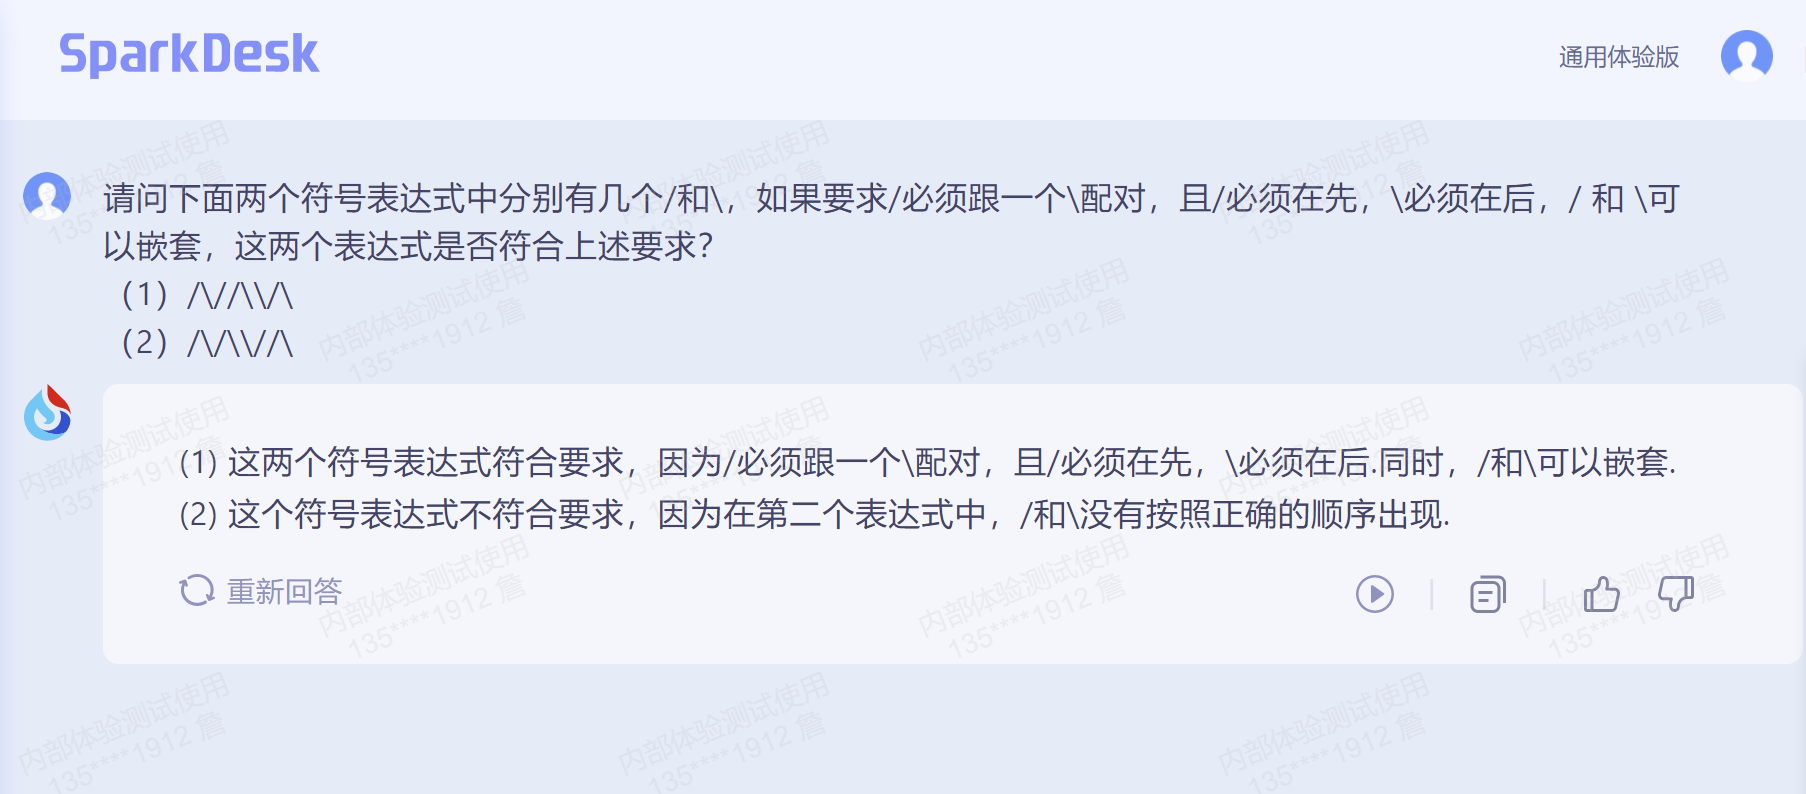 SparkDesk
通用体验版
请问下面两个符号表达式中分别有几个/和\，如果要求/必须跟一个\配对，且/必须在先，\必须在后，/ 和 \可
以嵌套，这两个表达式是否符合上述要求？
（1）/\//\\/\
（2）/\/\\//\
(1) 这两个符号表达式符合要求，因为/必须跟一个\配对，且/必须在先，\必须在后.同时，/和\可以嵌套.
(2) 这个符号表达式不符合要求，因为在第二个表达式中，/和\没有按照正确的顺序出现.
重新回答
内部体验测试使用
135****1912 詹